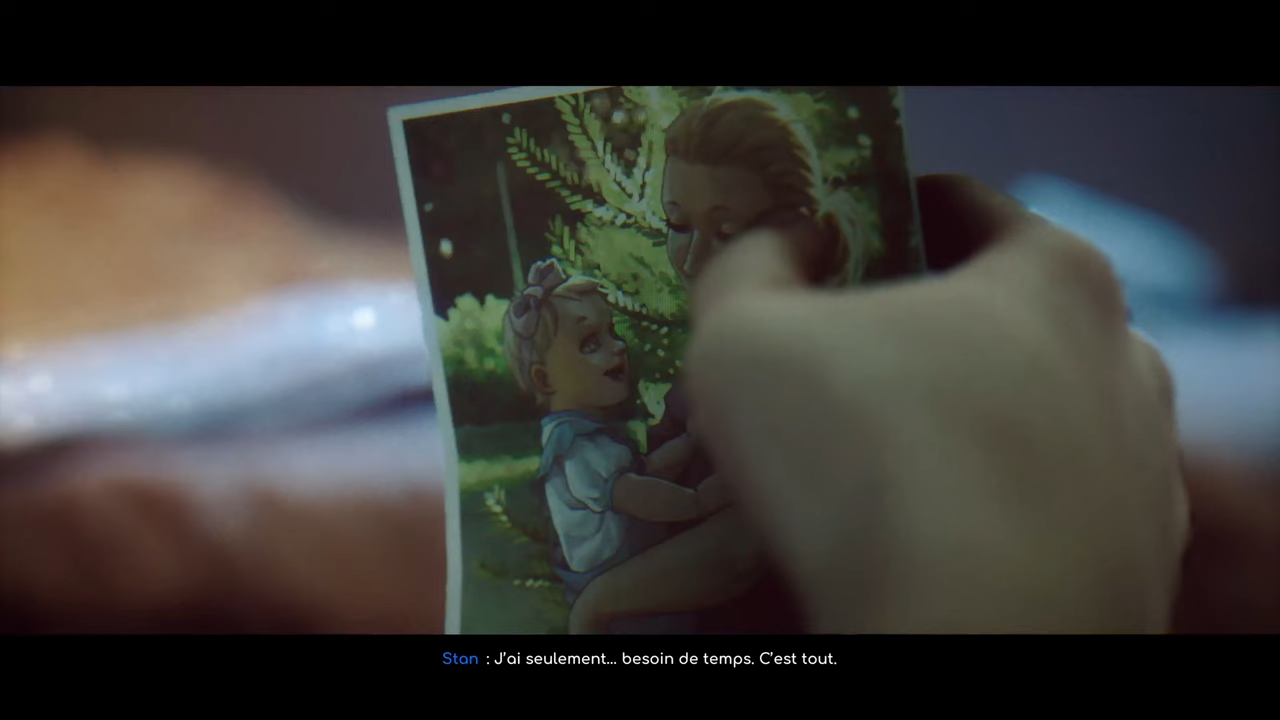 Stan : J’ai seulement... besoin de temps. C’est tout.